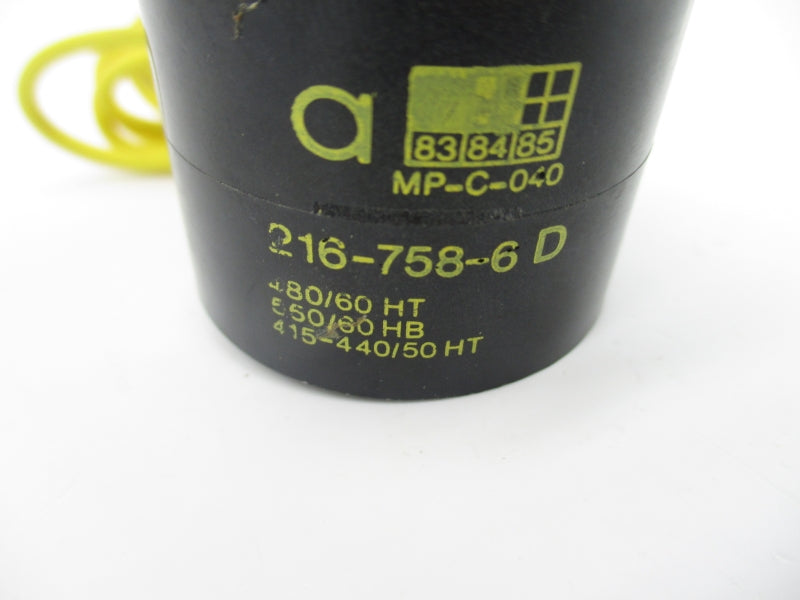 a
83 84 85
MP-C-040
216-758-6 D
480/60 HT
550/60 HB
415-440/50 HT